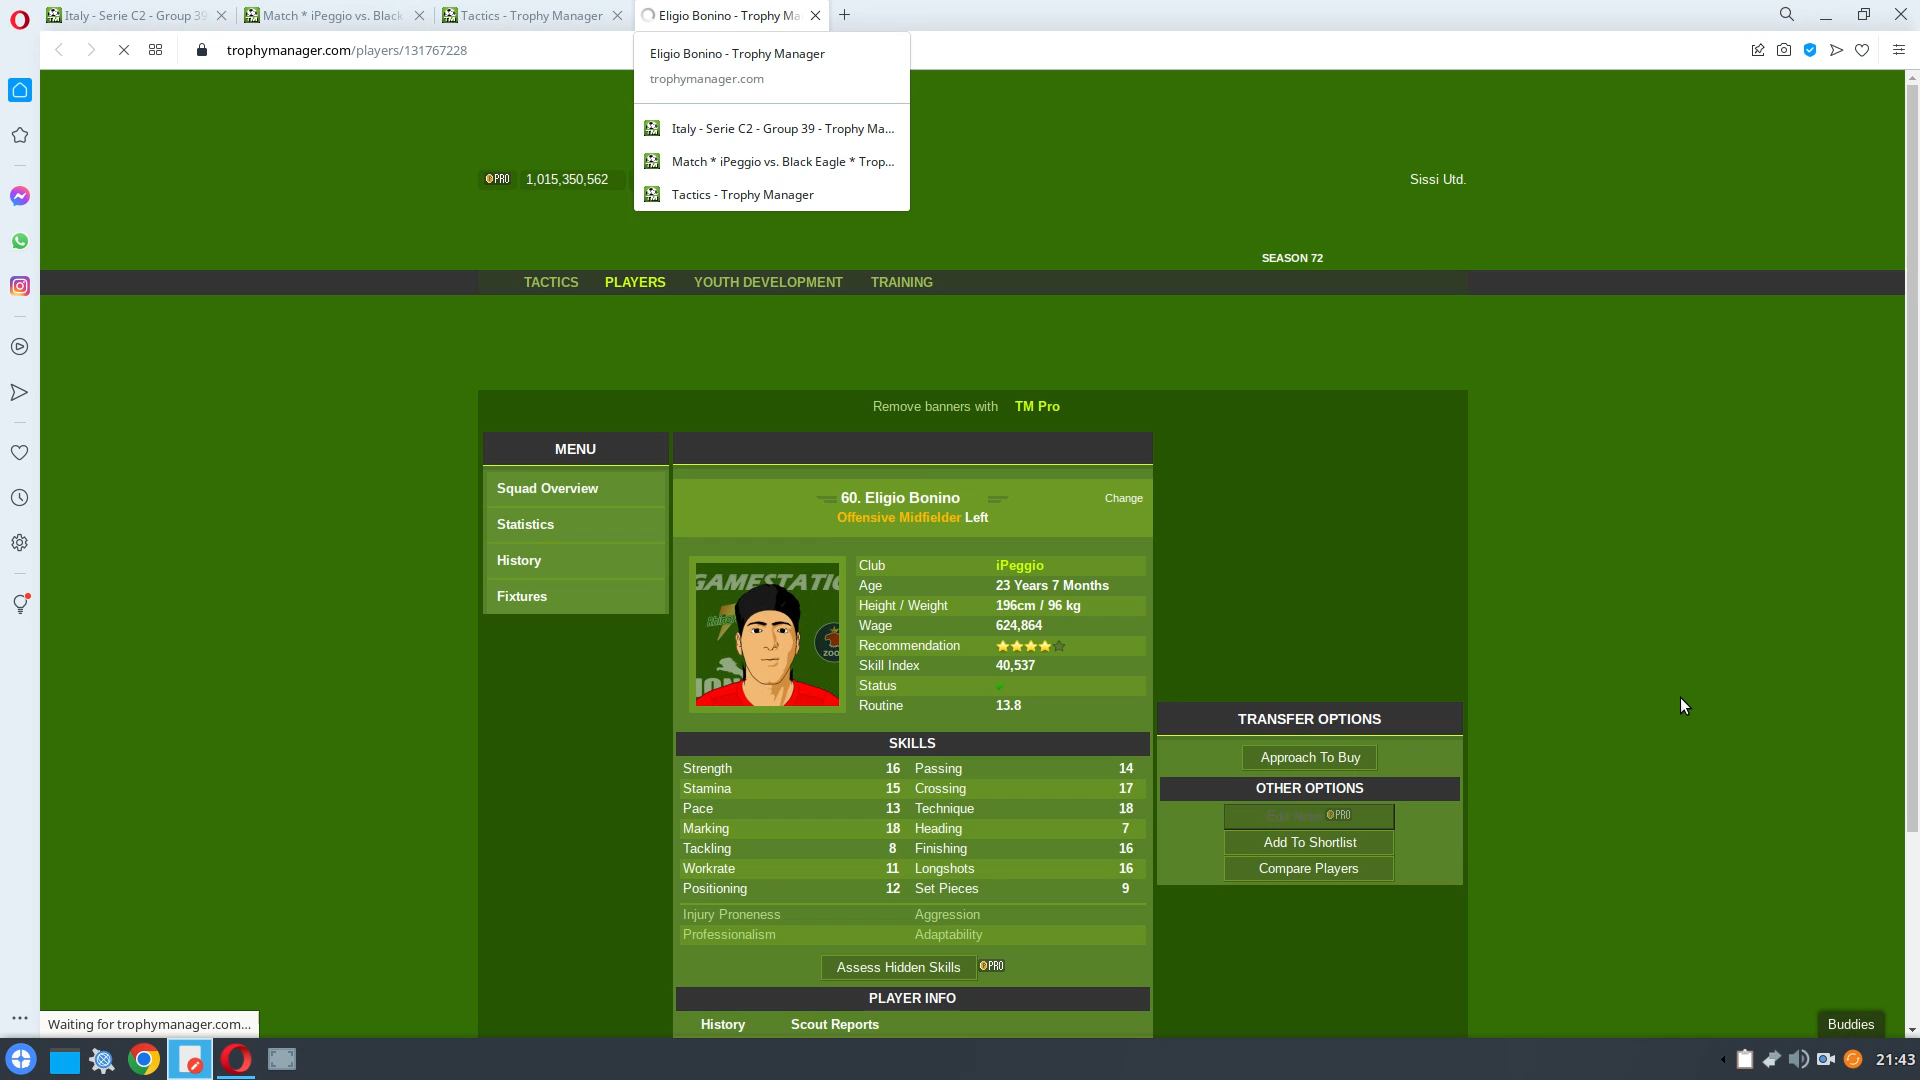 Italy - Serie C2 - Group 39
Match * iPeggio vs. Black
Tactics - Trophy Manager
Eligio Bonino - Trophy Ma
trophymanager.com/players/131767228
Eligio Bonino - Trophy Manager
trophymanager.com
Italy - Serie C2 - Group 39 - Trophy Ma...
Match * iPeggio vs. Black Eagle * Trop...
Tactics - Trophy Manager
PRO 1,015,350,562
Sissi Utd.
SEASON 72
TACTICS PLAYERS YOUTH DEVELOPMENT TRAINING
Remove banners with TM Pro
MENU
Squad Overview
Statistics
History
Fixtures
60. Eligio Bonino
Change
Offensive Midfielder Left
GAMESTATIO
ZOO
Club iPeggio
Age 23 Years 7 Months
Height / Weight 196cm / 96 kg
Wage 624,864
Recommendation
Skill Index 40,537
Status
Routine 13.8
SKILLS
Strength 16 Passing 14
Stamina 15 Crossing 17
Pace 13 Technique 18
Marking 18 Heading 7
Tackling 8 Finishing 16
Workrate 11 Longshots 16
Positioning 12 Set Pieces 9
Injury Proneness Aggression
Professionalism Adaptability
Assess Hidden Skills PRO
PLAYER INFO
History Scout Reports
TRANSFER OPTIONS
Approach To Buy
OTHER OPTIONS
PRO
Add To Shortlist
Compare Players
Waiting for trophymanager.com...
Buddies
21:43